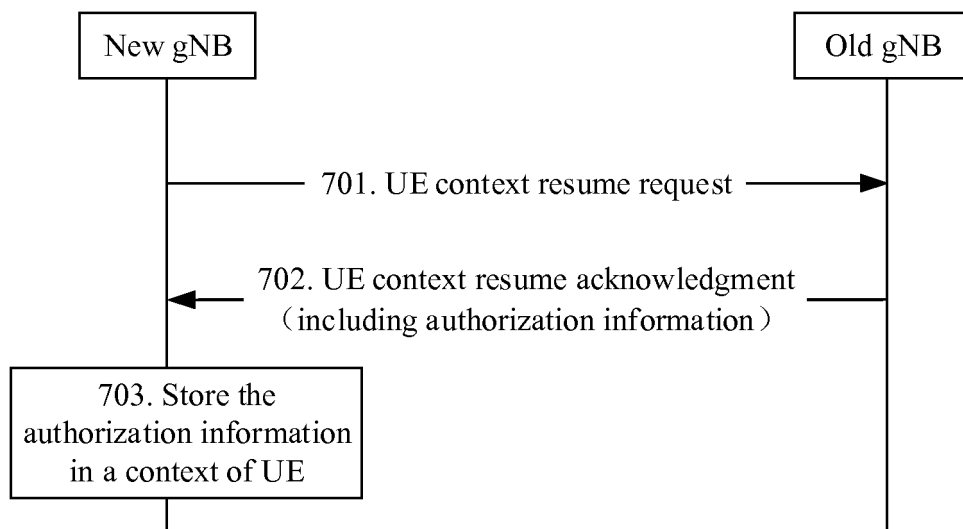 New gNB
Old gNB
701. UE context resume request
702. UE context resume acknowledgment
（including authorization information）
703. Store the
authorization information
in a context of UE